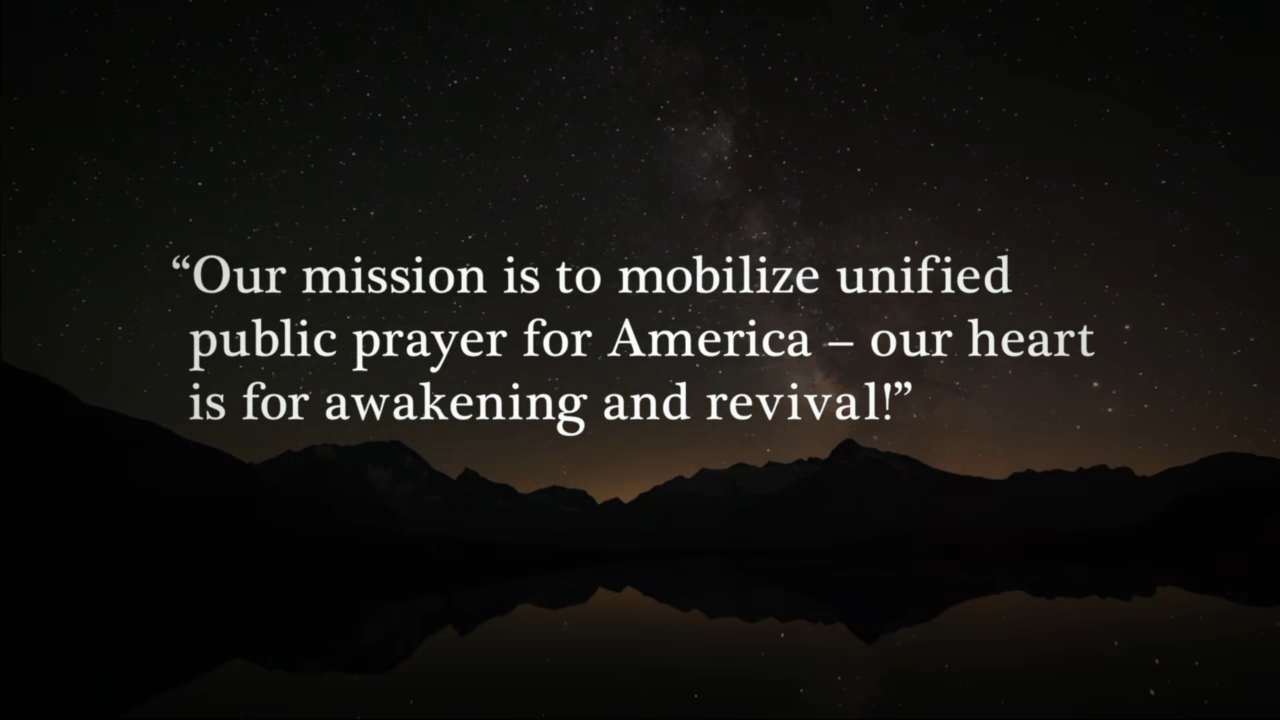 “Our mission is to mobilize unified
public prayer for America – our heart
is for awakening and revival!”